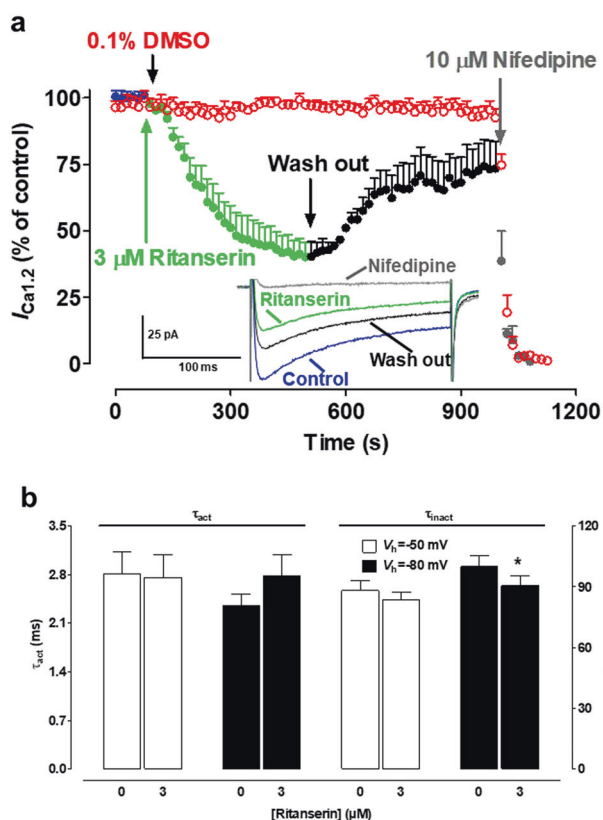 a
0.1% DMSO
10 µM Nifedipine
100
75
50
25
0
I Ca1.2 (% of control)
Wash out
3 µM Ritanserin
Nifedipine
Ritanserin
Wash out
Control
25 pA
100 ms
0
300
600
900
1200
Time (s)
b
τact
τinact
3.5
2.8
2.1
1.4
0.7
0.0
τact (ms)
Vh=-50 mV
Vh=-80 mV
*
120
90
60
30
0
0
3
0
3
0
3
0
3
[Ritanserin] (µM)